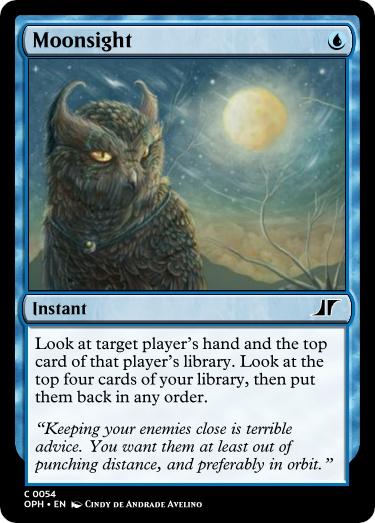 Moonsight
Instant
Look at target player's hand and the top
card of that player's library. Look at the
top four cards of your library, then put
them back in any order.
“Keeping your enemies close is terrible
advice. You want them at least out of
punching distance, and preferably in orbit.”
C 0054
OPH • EN Cindy de Andrade Avelino